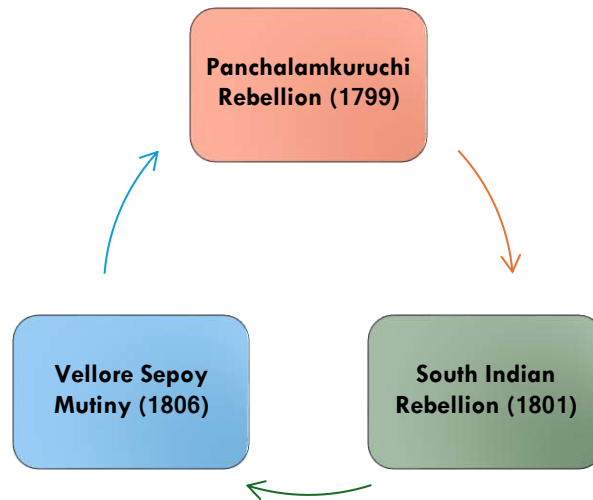 Panchalamkuruchi
Rebellion (1799)
South Indian
Rebellion (1801)
Vellore Sepoy
Mutiny (1806)